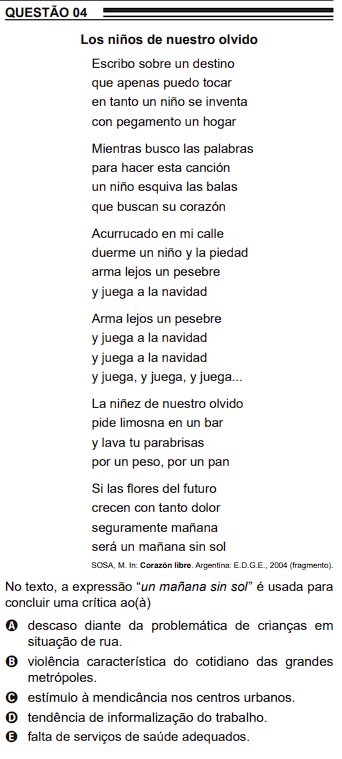 QUESTÃO 04
Los niños de nuestro olvido
Escribo sobre un destino
que apenas puedo tocar
en tanto un niño se inventa
con pegamento un hogar
Mientras busco las palabras
para hacer esta canción
un niño esquiva las balas
que buscan su corazón
Acurrucado en mi calle
duerme un niño y la piedad
arma lejos un pesebre
y juega a la navidad
Arma lejos un pesebre
y juega a la navidad
y juega a la navidad
y juega, y juega, y juega...
La niñez de nuestro olvido
pide limosna en un bar
y lava tu parabrisas
por un peso, por un pan
Si las flores del futuro
crecen con tanto dolor
seguramente mañana
será un mañana sin sol
SOSA, M. In: Corazón libre. Argentina: E.D.G.E., 2004 (fragmento).
No texto, a expressão “un mañana sin sol” é usada para
concluir uma crítica ao(à)
A descaso diante da problemática de crianças em
situação de rua.
B violência característica do cotidiano das grandes
metrópoles.
C estímulo à mendicância nos centros urbanos.
D tendência de informalização do trabalho.
E falta de serviços de saúde adequados.